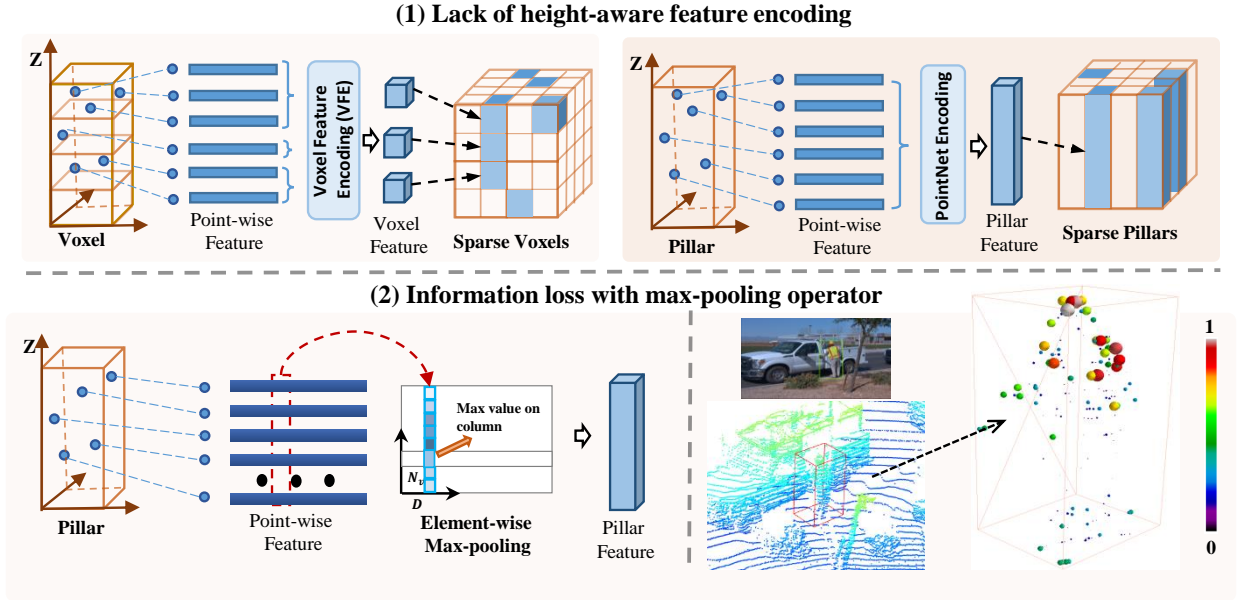 (1) Lack of height-aware feature encoding
Z
Voxel
Point-wise
Feature
Voxel Feature
Encoding (VFE)
Voxel
Feature
Sparse Voxels
Z
Pillar
Point-wise
Feature
PointNet Encoding
Pillar
Feature
Sparse Pillars
(2) Information loss with max-pooling operator
Z
Pillar
Point-wise
Feature
Max value on
column
N_v
D
Element-wise
Max-pooling
Pillar
Feature
1
0